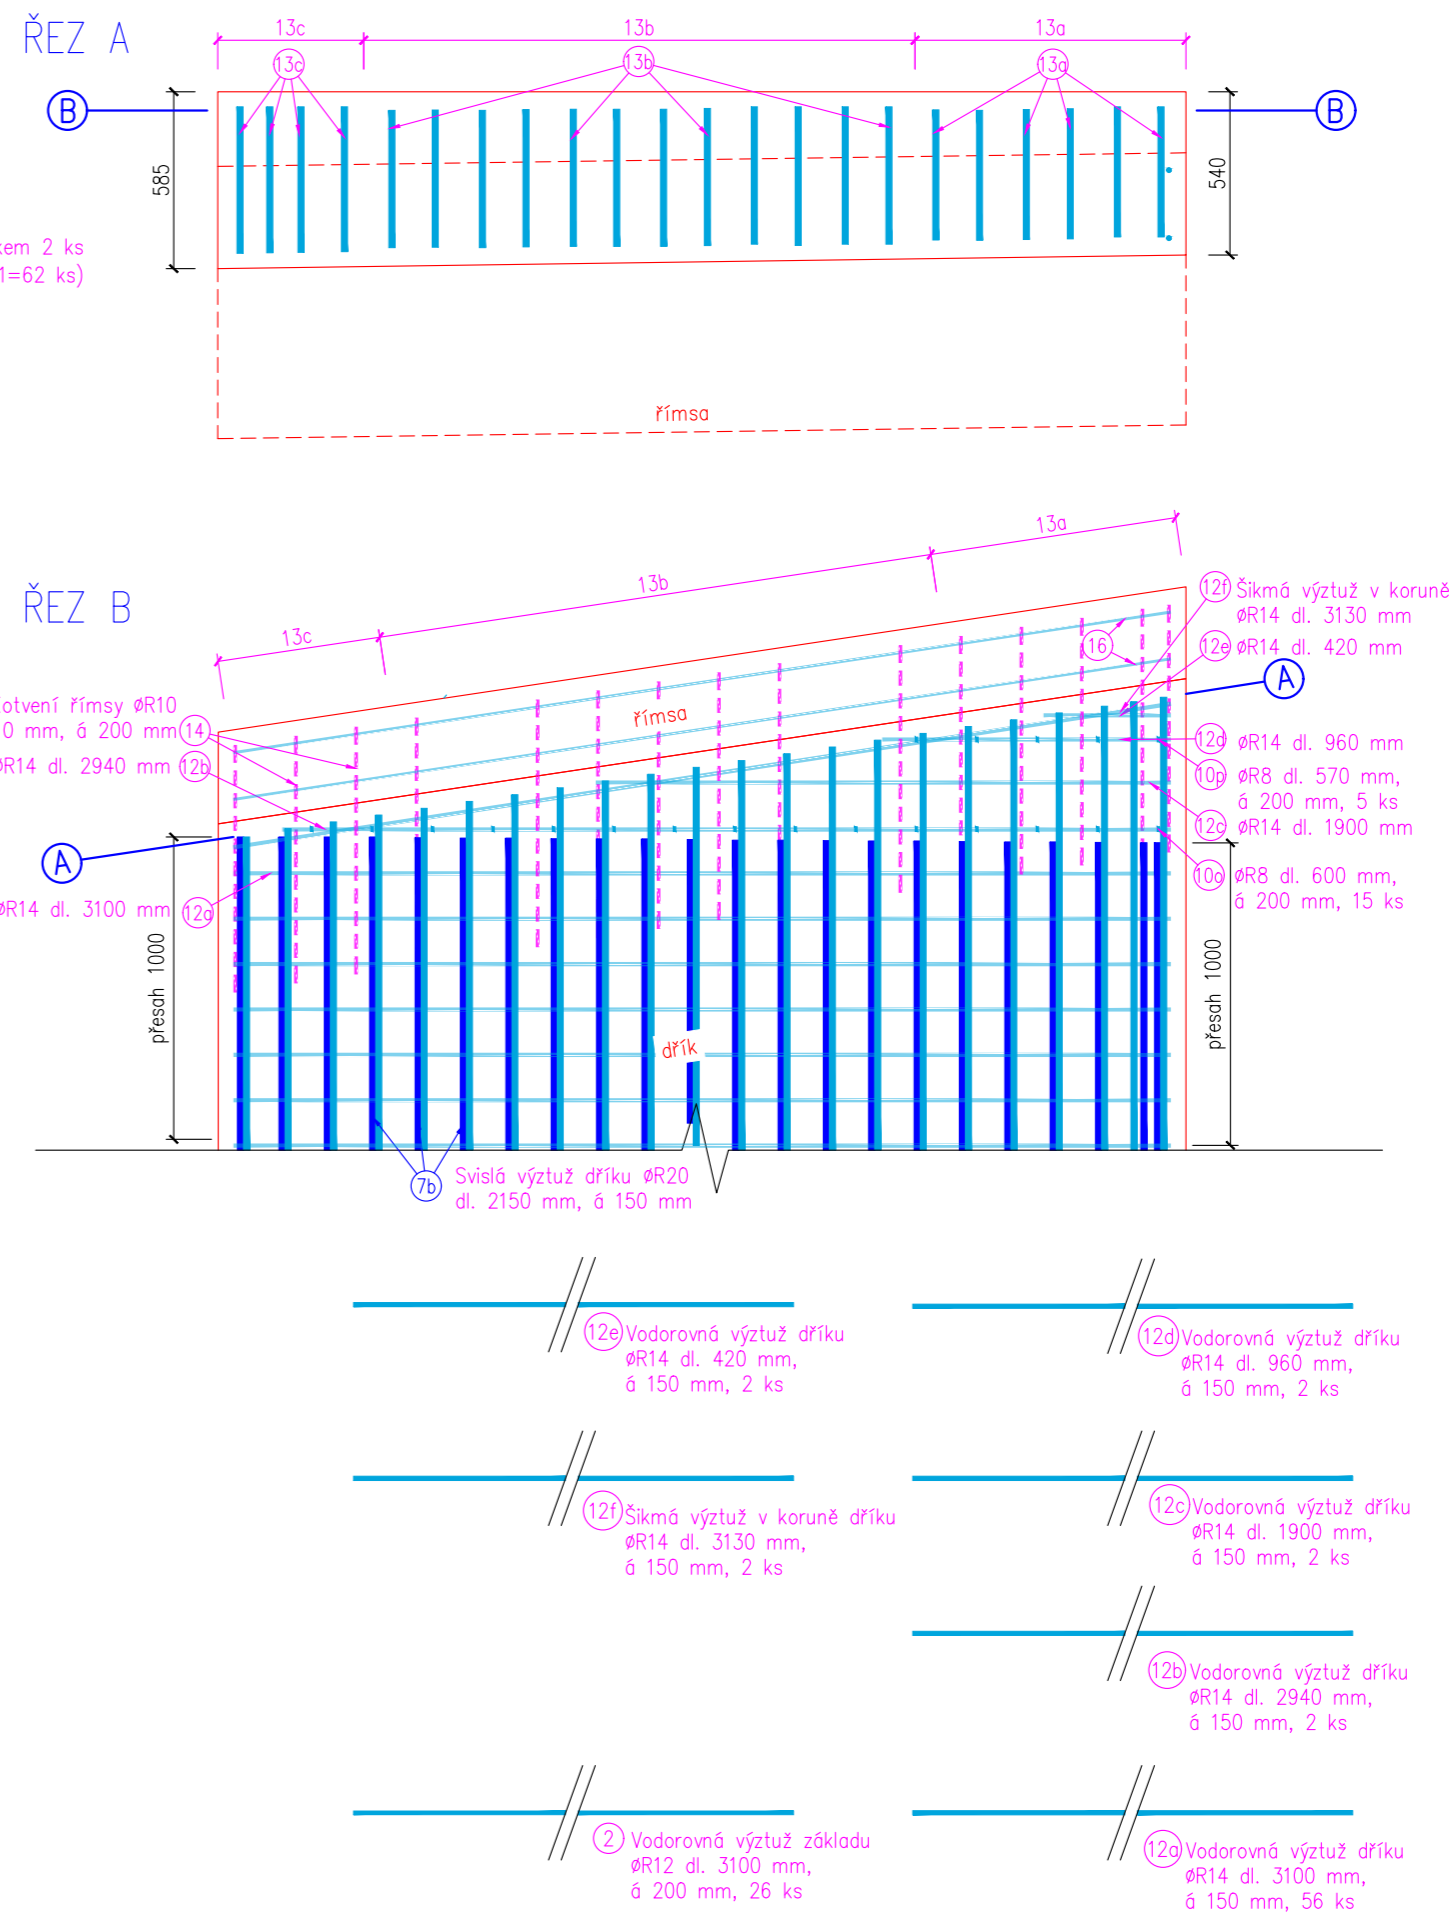 ŘEZ A
13c
13b
13a
13c
13b
13a
B
B
585
540
kem 2 ks
1=62 ks)
římsa
ŘEZ B
13c
13b
13a
12f Šikmá výztuž v koruně
øR14 dl. 3130 mm
16
12e øR14 dl. 420 mm
A
otvení římsy øR10
0 mm, á 200 mm 14
římsa
12d øR14 dl. 960 mm
øR14 dl. 2940 mm 12b
10p øR8 dl. 570 mm,
á 200 mm, 5 ks
12c øR14 dl. 1900 mm
A
10o øR8 dl. 600 mm,
á 200 mm, 15 ks
øR14 dl. 3100 mm 12a
přesah 1000
přesah 1000
dřík
7b Svislá výztuž dříku øR20
dl. 2150 mm, á 150 mm
12e Vodorovná výztuž dříku
øR14 dl. 420 mm,
á 150 mm, 2 ks
12d Vodorovná výztuž dříku
øR14 dl. 960 mm,
á 150 mm, 2 ks
12f Šikmá výztuž v koruně dříku
øR14 dl. 3130 mm,
á 150 mm, 2 ks
12c Vodorovná výztuž dříku
øR14 dl. 1900 mm,
á 150 mm, 2 ks
12b Vodorovná výztuž dříku
øR14 dl. 2940 mm,
á 150 mm, 2 ks
2 Vodorovná výztuž základu
øR12 dl. 3100 mm,
á 200 mm, 26 ks
12a Vodorovná výztuž dříku
øR14 dl. 3100 mm,
á 150 mm, 56 ks